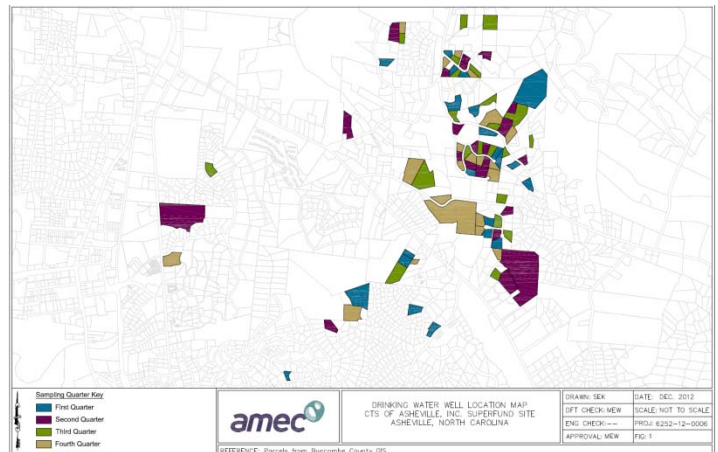 Sampling Quarter Key
First Quarter
Second Quarter
Third Quarter
Fourth Quarter
amec
DRINKING WATER WELL LOCATION MAP
CTS OF ASHEVILLE, INC. SUPERFUND SITE
ASHEVILLE, NORTH CAROLINA
DRAWN: SEK
DATE: DEC. 2012
DFT CHECK: MEW
SCALE: NOT TO SCALE
ENG CHECK: --
PROJ: 6252-12-0006
APPROVAL: MEW
FIG: 1
REFERENCE: Parcels from Buncombe County GIS